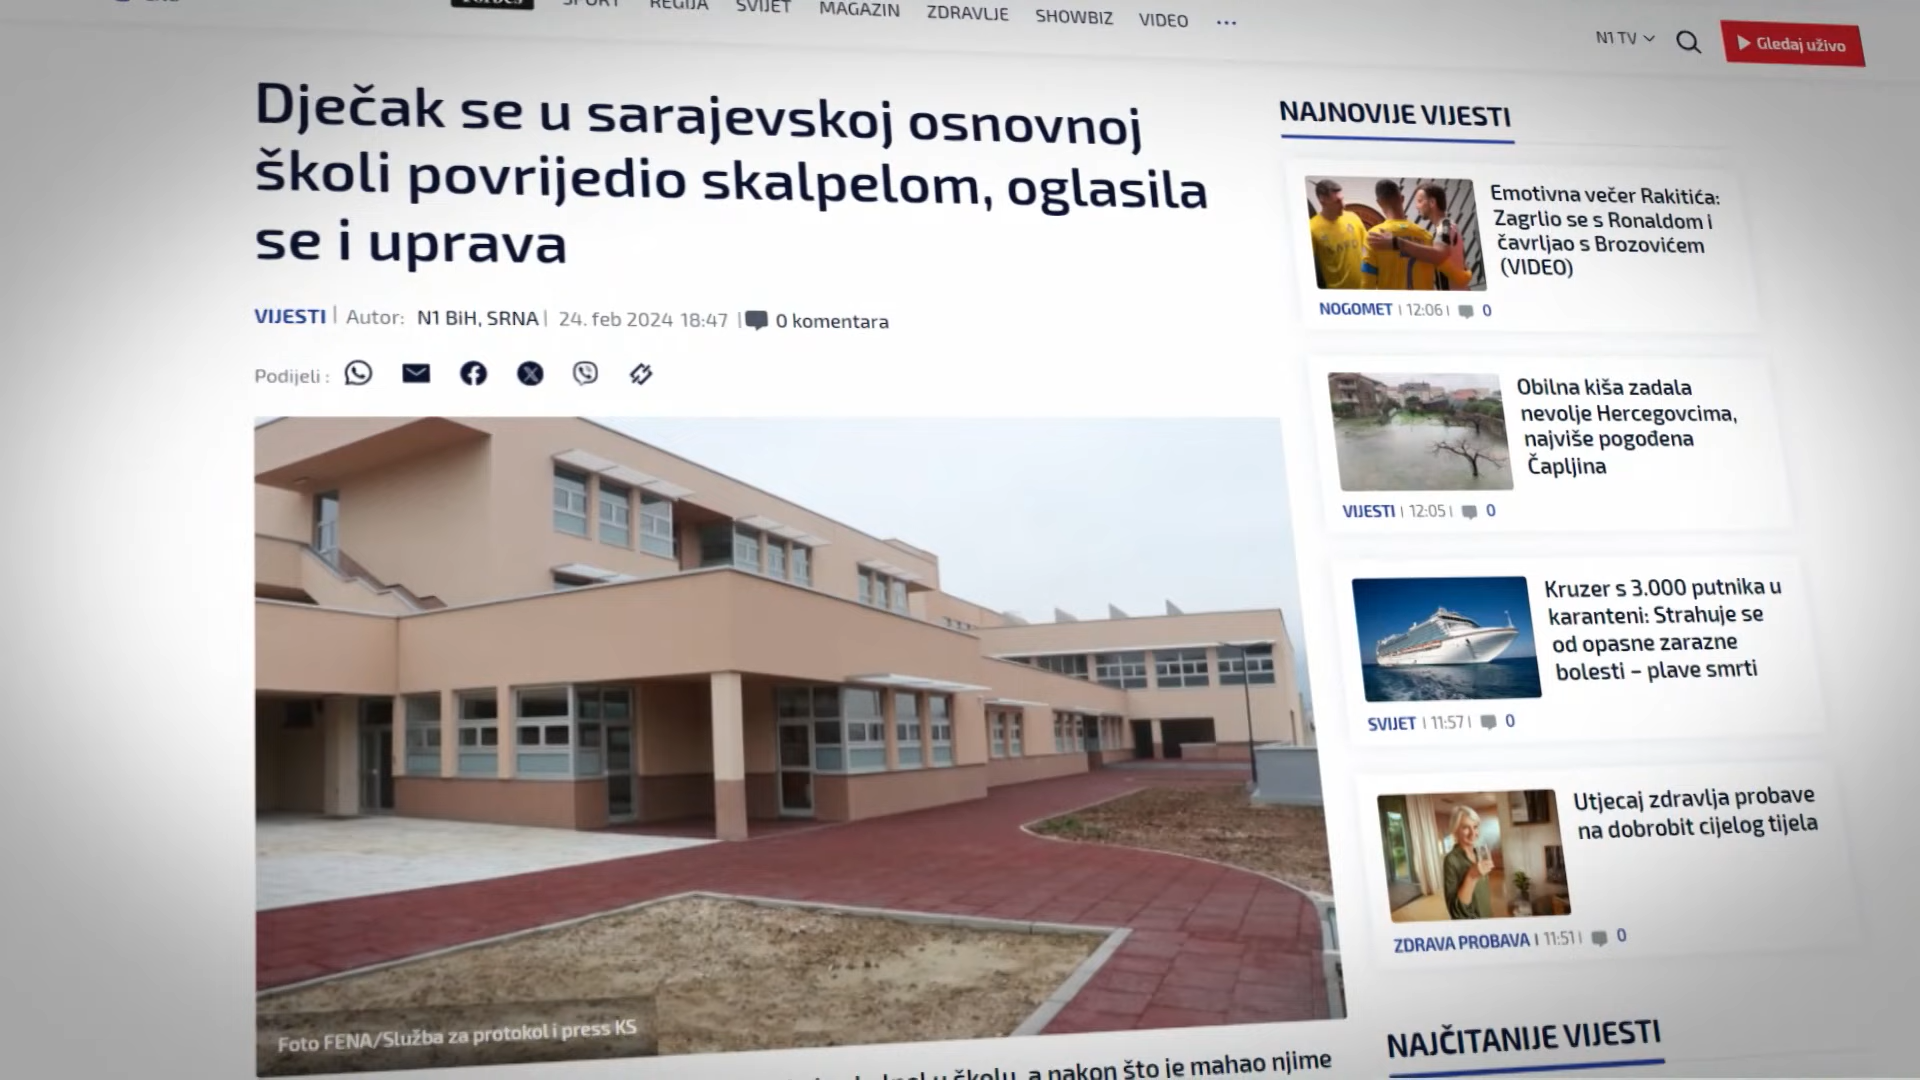 SPORT
REGIJA
SVIJET
MAGAZIN
ZDRAVLJE
SHOWBIZ
VIDEO
N1 TV
Gledaj uživo
Dječak se u sarajevskoj osnovnoj
školi povrijedio skalpelom, oglasila
se i uprava
VIJESTI | Autor: N1 BiH, SRNA | 24. feb 2024 18:47 | 0 komentara
Podijeli :
Foto FENA/Služba za protokol i press KS
školu, a nakon što je mahao njime
NAJNOVIJE VIJESTI
Emotivna večer Rakitića:
Zagrlio se s Ronaldom i
čavrljao s Brozovićem
(VIDEO)
NOGOMET | 12:06 | 0
Obilna kiša zadala
nevolje Hercegovcima,
najviše pogođena
Čapljina
VIJESTI | 12:05 | 0
Kruzer s 3.000 putnika u
karanteni: Strahuje se
od opasne zarazne
bolesti – plave smrti
SVIJET | 11:57 | 0
Utjecaj zdravlja probave
na dobrobit cijelog tijela
ZDRAVA PROBAVA | 11:51 | 0
NAJČITANIJE VIJESTI